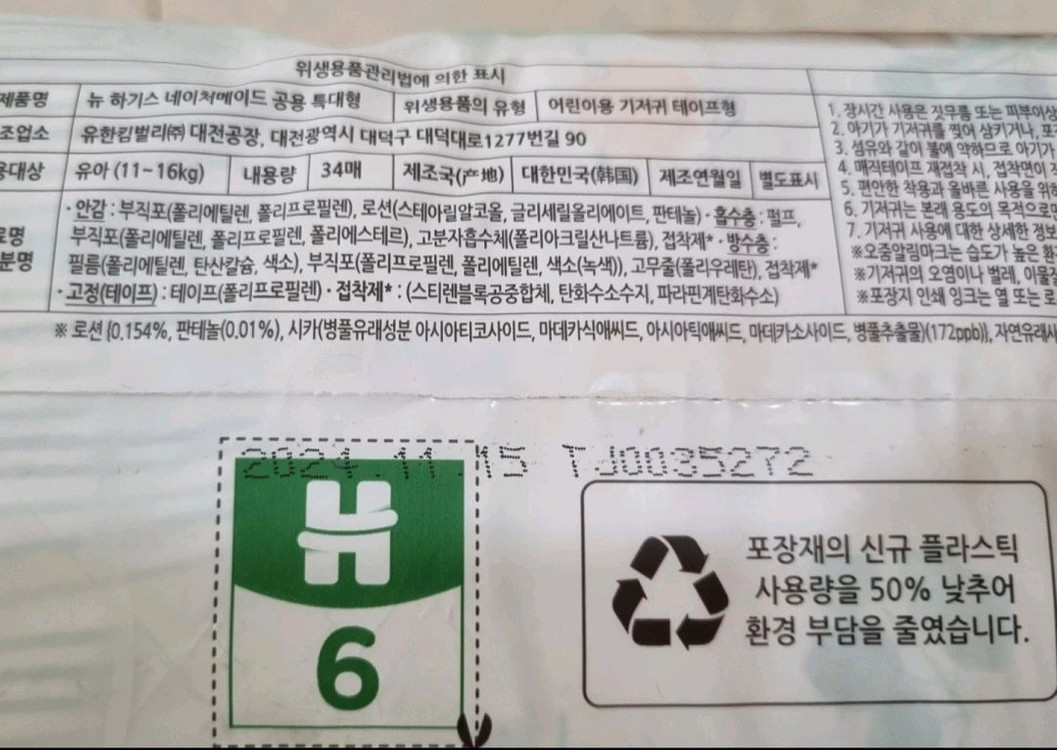 위생용품관리법에 의한 표시
제품명 뉴 하기스 네이처메이드 공용 특대형 위생용품의 유형 어린이용 기저귀 테이프형
조업소 유한킴벌리㈜ 대전공장, 대전광역시 대덕구 대덕대로1277번길 90
용대상 유아 (11~16kg) 내용량 34매 제조국(产地) 대한민국(韩国) 제조연월일 별도표시
료명
분명
· 안감 : 부직포(폴리에틸렌, 폴리프로필렌), 로션(스테아릴알코올, 글리세릴올리에이트, 판테놀) · 흡수층 : 펄프,
부직포(폴리에틸렌, 폴리프로필렌, 폴리에스테르), 고분자흡수체(폴리아크릴산나트륨), 접착제* · 방수층 :
필름(폴리에틸렌, 탄산칼슘, 색소), 부직포(폴리프로필렌, 폴리에틸렌, 색소(녹색)), 고무줄(폴리우레탄), 접착제*
· 고정(테이프) : 테이프(폴리프로필렌) · 접착제* : (스티렌블록공중합체, 탄화수소수지, 파라핀계탄화수소)
※ 로션 {0.154%, 판테놀(0.01%), 시카(병풀유래성분 아시아티코사이드, 마데카식애씨드, 아시아틱애씨드, 마데카소사이드, 병풀추출물)(172ppb)}, 자연유래
1. 장시간 사용은 짓무름 또는 피부이상
2. 아기가 기저귀를 찢어 삼키거나, 포
3. 섬유와 같이 불에 약하므로 아기가
4. 매직테이프 재접착 시, 접착면이
5. 편안한 착용과 올바른 사용을 위한
6. 기저귀는 본래 용도의 목적으로
7. 기저귀 사용에 대한 상세한 정보
※오줌알림마크는 습도가 높은 환
※기저귀의 오염이나 벌레, 이물
※포장지 인쇄 잉크는 열 또는
2024.11.15 TJ0035272
H
6
포장재의 신규 플라스틱
사용량을 50% 낮추어
환경 부담을 줄였습니다.